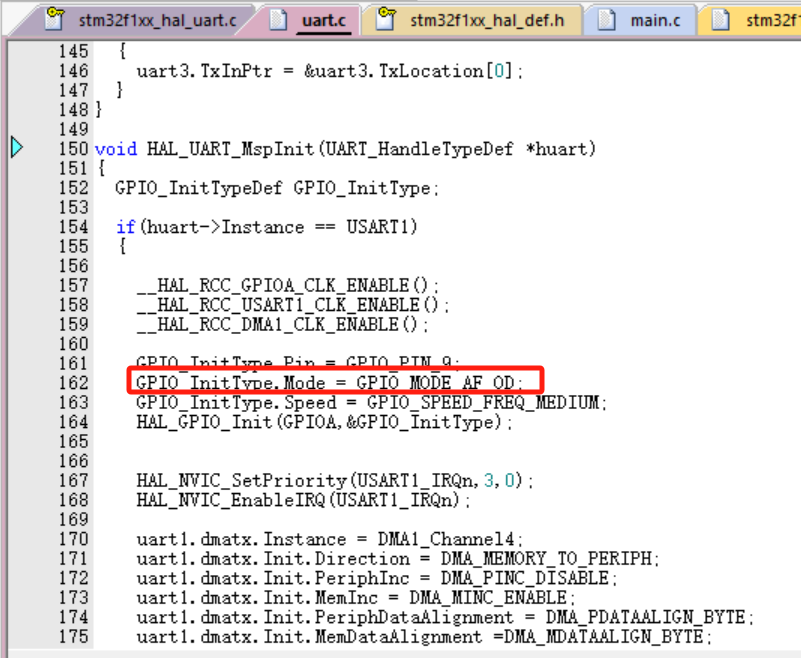 stm32f1xx_hal_uart.c uart.c stm32f1xx_hal_def.h main.c stm32f1
145 {
146 uart3.TxInPtr = &uart3.TxLocation[0];
147 }
148 }
149
150 void HAL_UART_MspInit(UART_HandleTypeDef *huart)
151 {
152 GPIO_InitTypeDef GPIO_InitType;
153
154 if(huart->Instance == USART1)
155 {
156
157 __HAL_RCC_GPIOA_CLK_ENABLE();
158 __HAL_RCC_USART1_CLK_ENABLE();
159 __HAL_RCC_DMA1_CLK_ENABLE();
160
161 GPIO_InitType.Pin = GPIO_PIN_9;
162 GPIO_InitType.Mode = GPIO_MODE_AF_OD;
163 GPIO_InitType.Speed = GPIO_SPEED_FREQ_MEDIUM;
164 HAL_GPIO_Init(GPIOA,&GPIO_InitType);
165
166
167 HAL_NVIC_SetPriority(USART1_IRQn,3,0);
168 HAL_NVIC_EnableIRQ(USART1_IRQn);
169
170 uart1.dmatx.Instance = DMA1_Channel4;
171 uart1.dmatx.Init.Direction = DMA_MEMORY_TO_PERIPH;
172 uart1.dmatx.Init.PeriphInc = DMA_PINC_DISABLE;
173 uart1.dmatx.Init.MemInc = DMA_MINC_ENABLE;
174 uart1.dmatx.Init.PeriphDataAlignment = DMA_PDATAALIGN_BYTE;
175 uart1.dmatx.Init.MemDataAlignment =DMA_MDATAALIGN_BYTE;